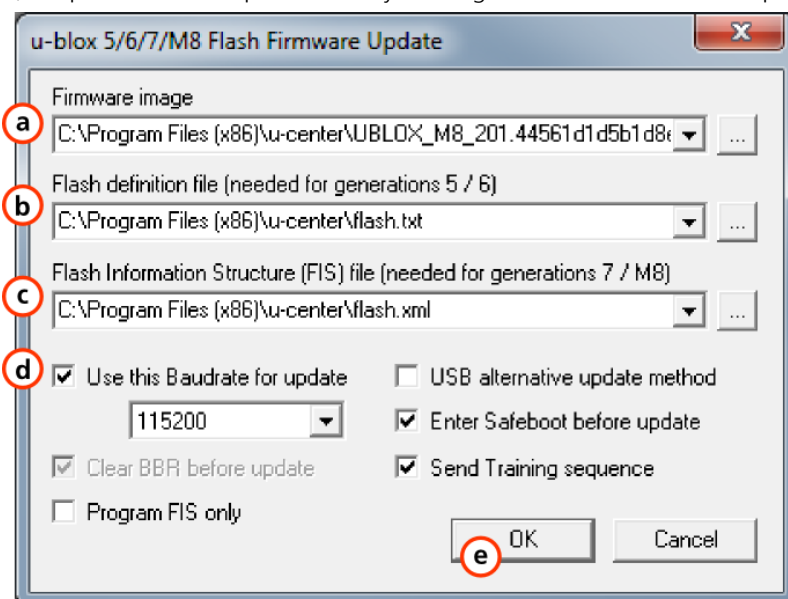 u-blox 5/6/7/M8 Flash Firmware Update
Firmware image
a
C:\Program Files (x86)\u-center\UBLOX_M8_201.44561d1d5b1d8
...
Flash definition file (needed for generations 5 / 6)
b
C:\Program Files (x86)\u-center\flash.txt
...
Flash Information Structure (FIS) file (needed for generations 7 / M8)
c
C:\Program Files (x86)\u-center\flash.xml
...
d
Use this Baudrate for update
USB alternative update method
115200
Enter Safeboot before update
Clear BBR before update
Send Training sequence
Program FIS only
e
OK
Cancel